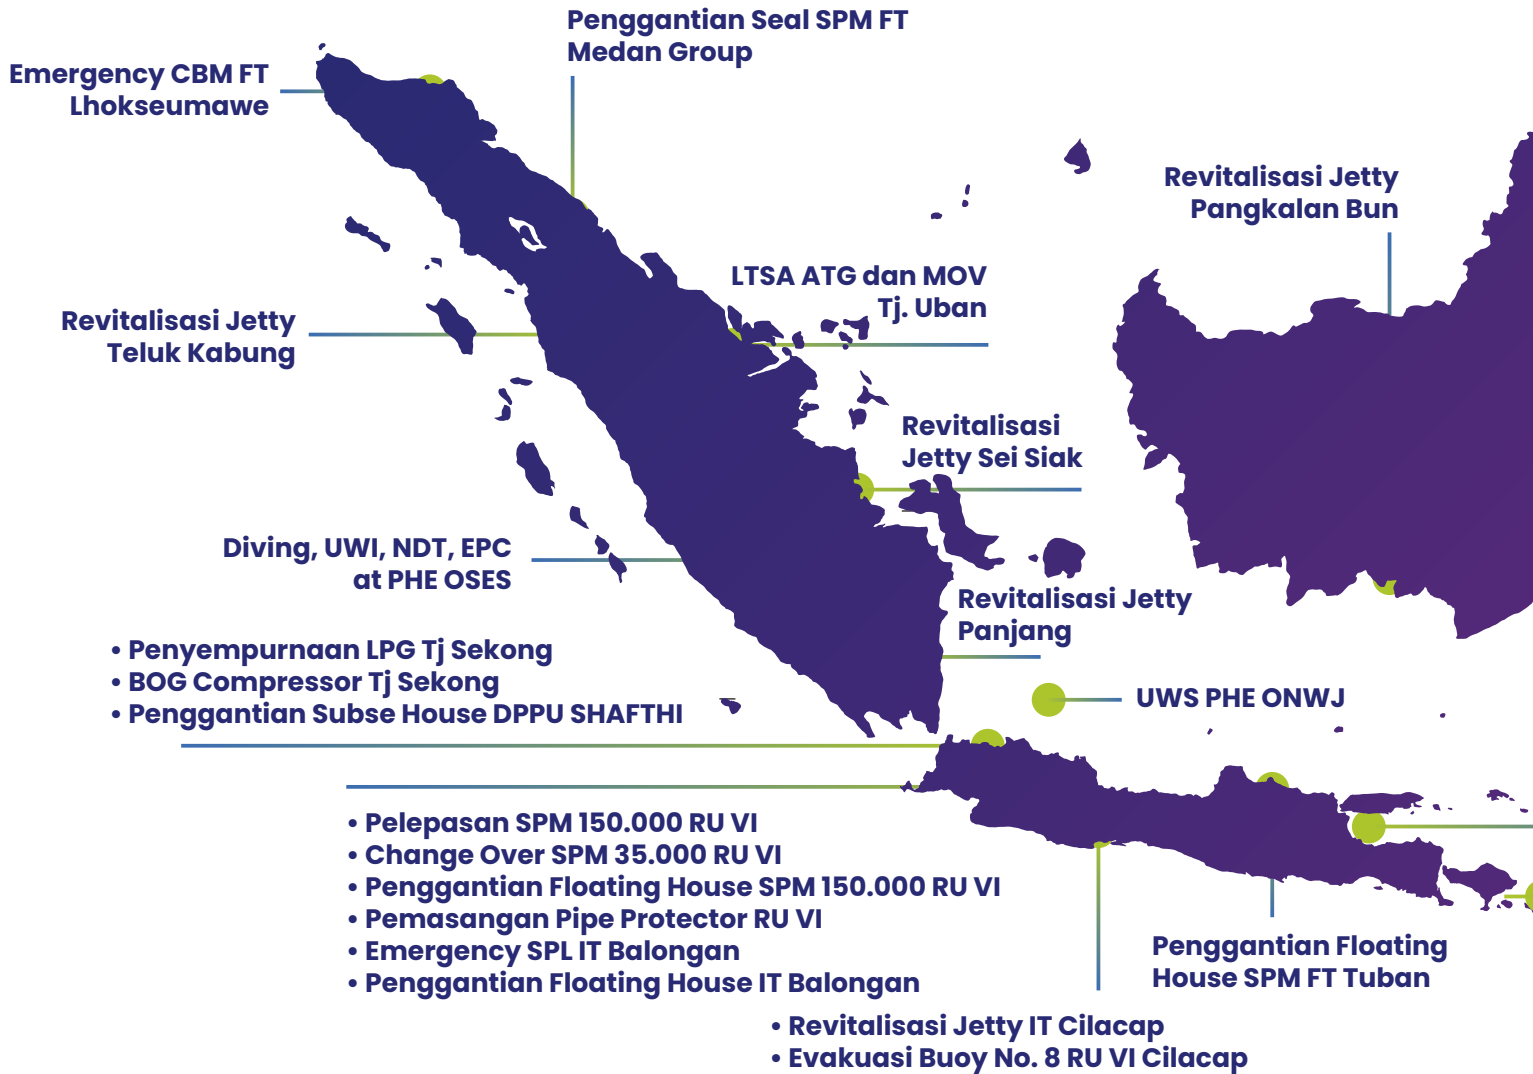 Penggantian Seal SPM FT
Medan Group
Emergency CBM FT
Lhokseumawe
Revitalisasi Jetty
Pangkalan Bun
LTSA ATG dan MOV
Tj. Uban
Revitalisasi Jetty
Teluk Kabung
Revitalisasi
Jetty Sei Siak
Diving, UWI, NDT, EPC
at PHE OSES
Revitalisasi Jetty
Panjang
• Penyempurnaan LPG Tj Sekong
• BOG Compressor Tj Sekong
• Penggantian Subse House DPPU SHAFTHI
UWS PHE ONWJ
• Pelepasan SPM 150.000 RU VI
• Change Over SPM 35.000 RU VI
• Penggantian Floating House SPM 150.000 RU VI
• Pemasangan Pipe Protector RU VI
• Emergency SPL IT Balongan
• Penggantian Floating House IT Balongan
Penggantian Floating
House SPM FT Tuban
• Revitalisasi Jetty IT Cilacap
• Evakuasi Buoy No. 8 RU VI Cilacap